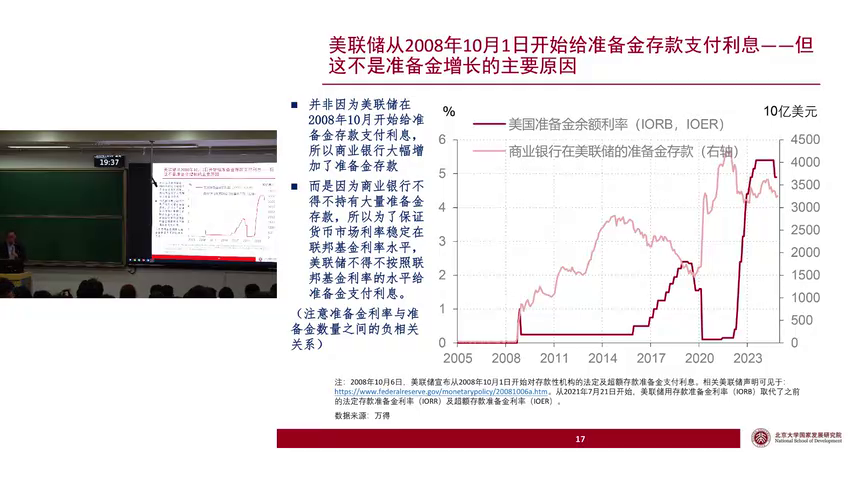 美联储从2008年10月1日开始给准备金存款支付利息——但
这不是准备金增长的主要原因
■ 并非因为美联储在
2008年10月开始给准
备金存款支付利息，
所以商业银行大幅增
加了准备金存款
■ 而是因为商业银行不
得不持有大量准备金
存款，所以为了保证
货币市场利率稳定在
联邦基金利率水平，
美联储不得不按照联
邦基金利率的水平给
准备金支付利息。
（注意准备金利率与准
备金数量之间的负相关
关系）
% 10亿美元
美国准备金余额利率（IORB，IOER）
商业银行在美联储的准备金存款（右轴）
6 4500
5 4000
4 3500
3 3000
2 2500
1 2000
0 1500
1000
500
0
2005 2008 2011 2014 2017 2020 2023
注：2008年10月6日，美联储宣布从2008年10月1日开始对存款性机构的法定及超额存款准备金支付利息。相关美联储声明可见于：
https://www.federalreserve.gov/monetarypolicy/20081006a.htm。从2021年7月21日开始，美联储用存款准备金利率（IORB）取代了之前
的法定存款准备金利率（IORR）及超额存款准备金利率（IOER）。
数据来源：万得
17
北京大学国家发展研究院
National School of Development
19:37